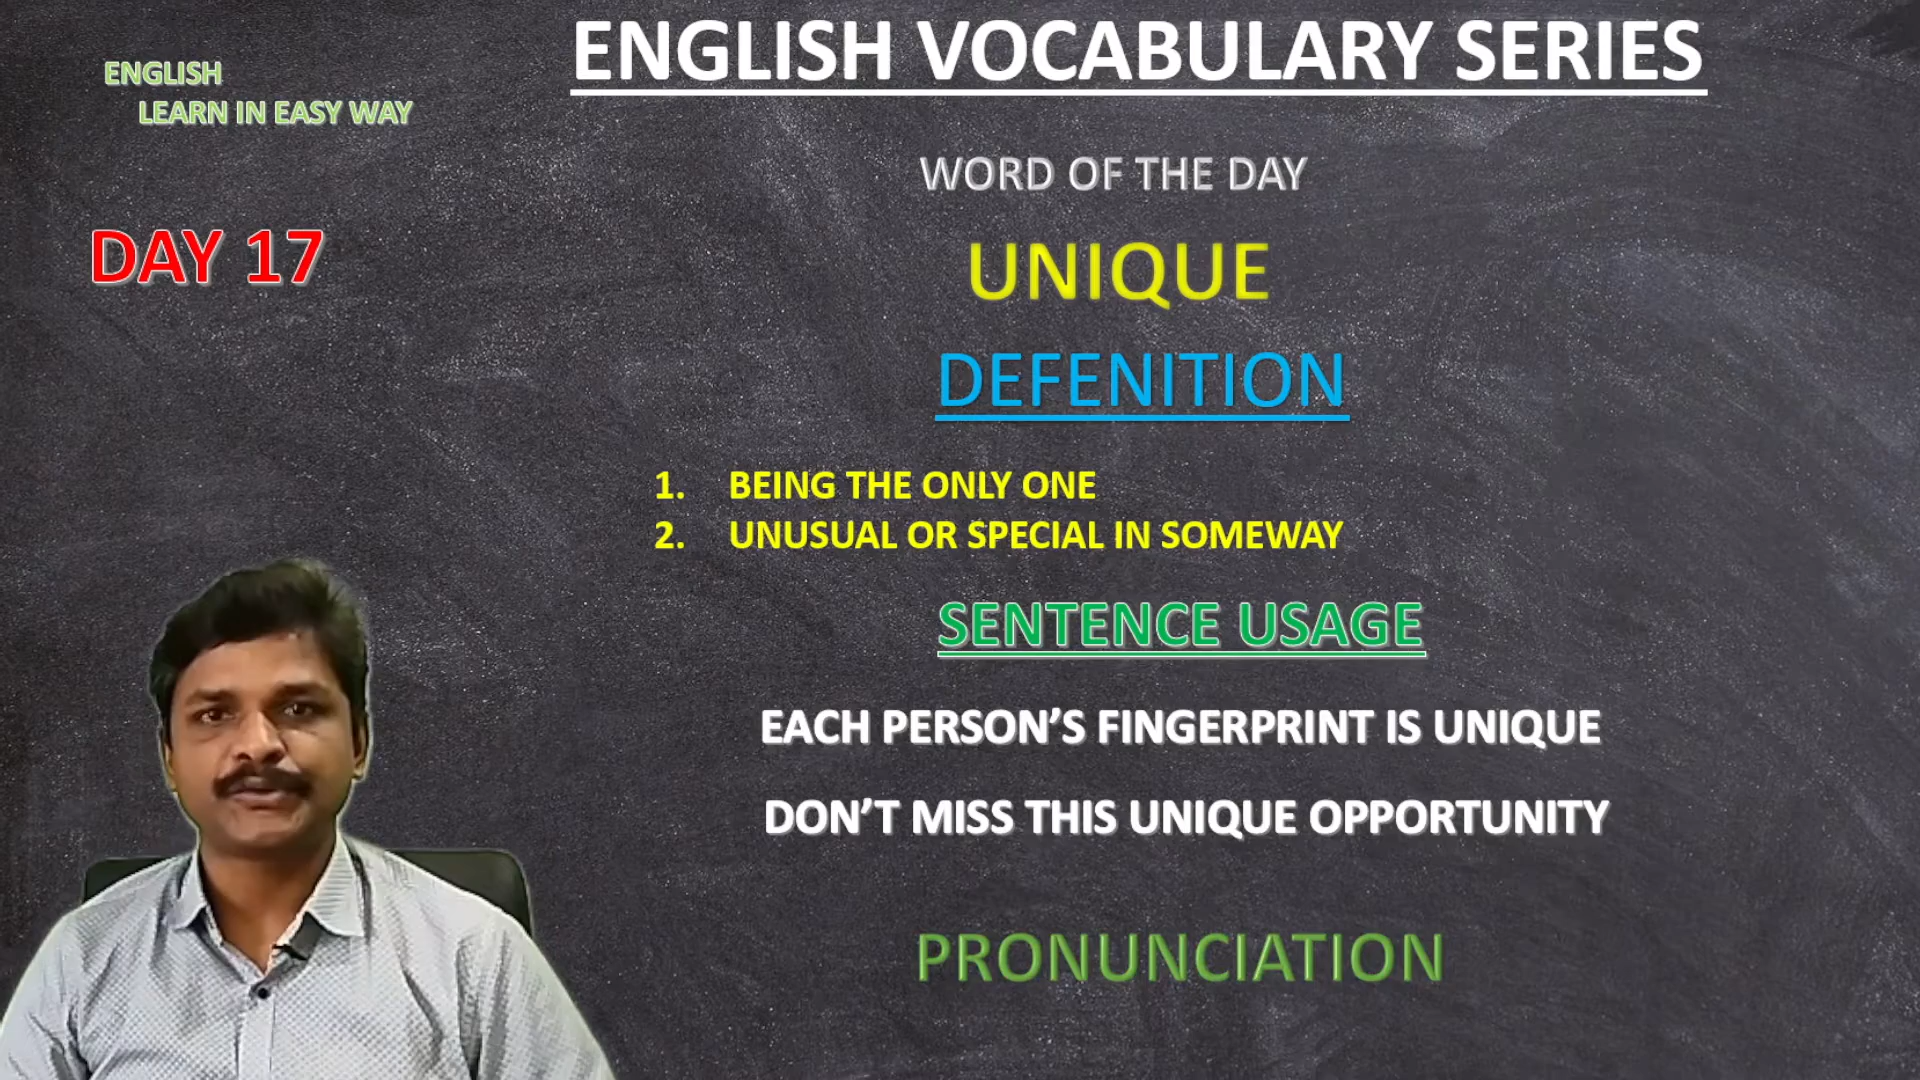 ENGLISH VOCABULARY SERIES
ENGLISH
LEARN IN EASY WAY
WORD OF THE DAY
DAY 17
UNIQUE
DEFENITION
1. BEING THE ONLY ONE
2. UNUSUAL OR SPECIAL IN SOMEWAY
SENTENCE USAGE
EACH PERSON’S FINGERPRINT IS UNIQUE
DON’T MISS THIS UNIQUE OPPORTUNITY
PRONUNCIATION